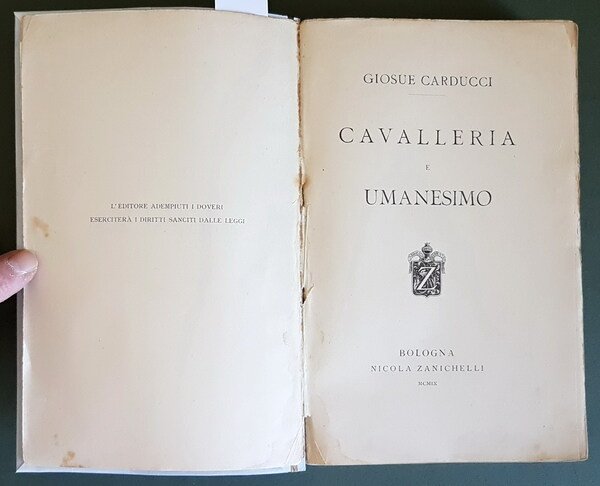 L'EDITORE ADEMPIUTI I DOVERI
ESERCITERÀ I DIRITTI SANCITI DALLE LEGGI
GIOSUE CARDUCCI
CAVALLERIA
E
UMANESIMO
Z
BOLOGNA
NICOLA ZANICHELLI
MCMIX